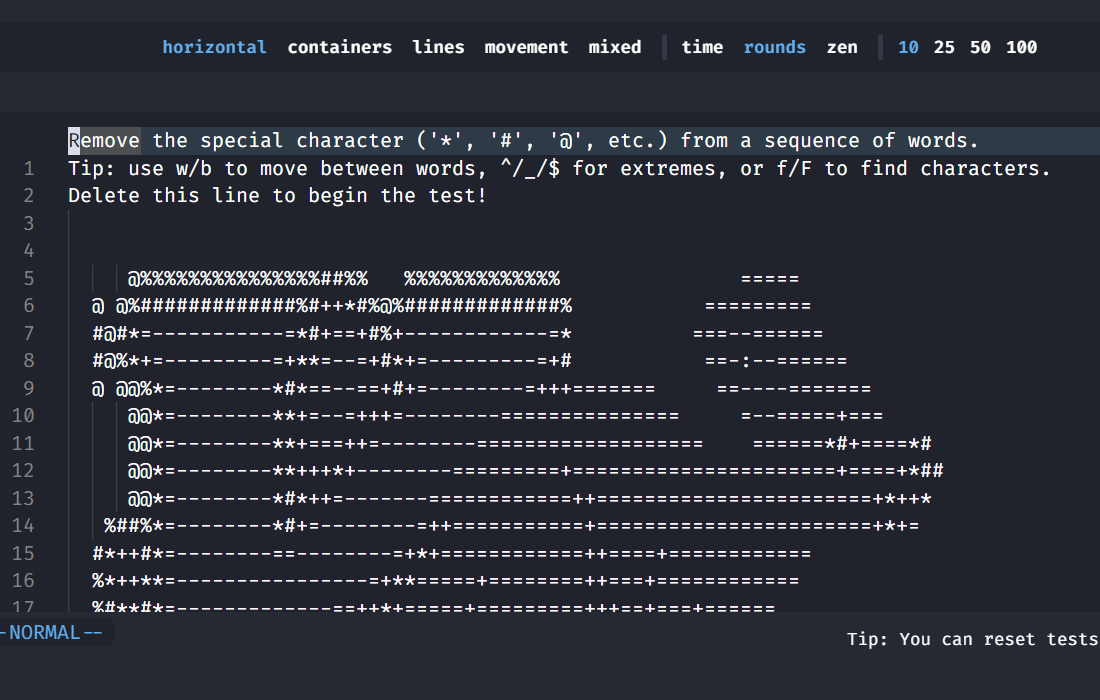 horizontal containers lines movement mixed | time rounds zen | 10 25 50 100
Remove the special character ('*', '#', '@', etc.) from a sequence of words.
1 Tip: use w/b to move between words, ^/_/$ for extremes, or f/F to find characters.
2 Delete this line to begin the test!
3
4
5      @%%%%%%%%%%%%%%%##%%   %%%%%%%%%%%%%               =====
6   @ @%#############%#++*#%@%#############%           =========
7   #@#*=-----------=*#+==+#%+------------=*          ===--======
8   #@%*+=---------=+**=---=+#*+=---------=+#           ==-:--======
9   @ @@%*=---------*#*==---==+#+=---------=+++=======     ==----=======
10      @@*=--------**+=---=+++=--------===============     =--=====+===
11      @@*=--------**+===++=--------===================    ======*#+====*#
12      @@*=--------**+++*+--------=========+======================+====+*##
13      @@*=--------*#*++=-------============++=======================+*++*
14    %##%*=--------*#+=--------=++===========+=======================+*+=
15   #*++#*=--------==--------=+*+============++====+============
16   %*++**=----------------=+**=====+========++===+============
17   %#**#*=-------------==++*+=====+=========+++==+===+======
-NORMAL--
Tip: You can reset tests